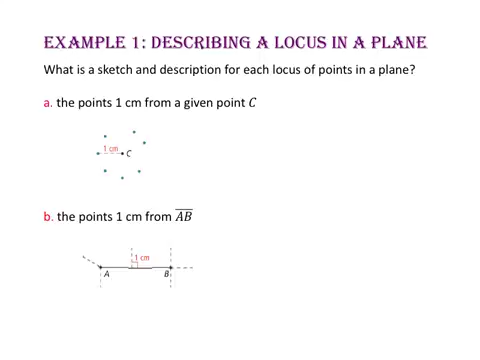 EXAMPLE 1: DESCRIBING A LOCUS IN A PLANE
What is a sketch and description for each locus of points in a plane?
a. the points 1 cm from a given point C
1 cm
C
b. the points 1 cm from A̅B̅
1 cm
A B